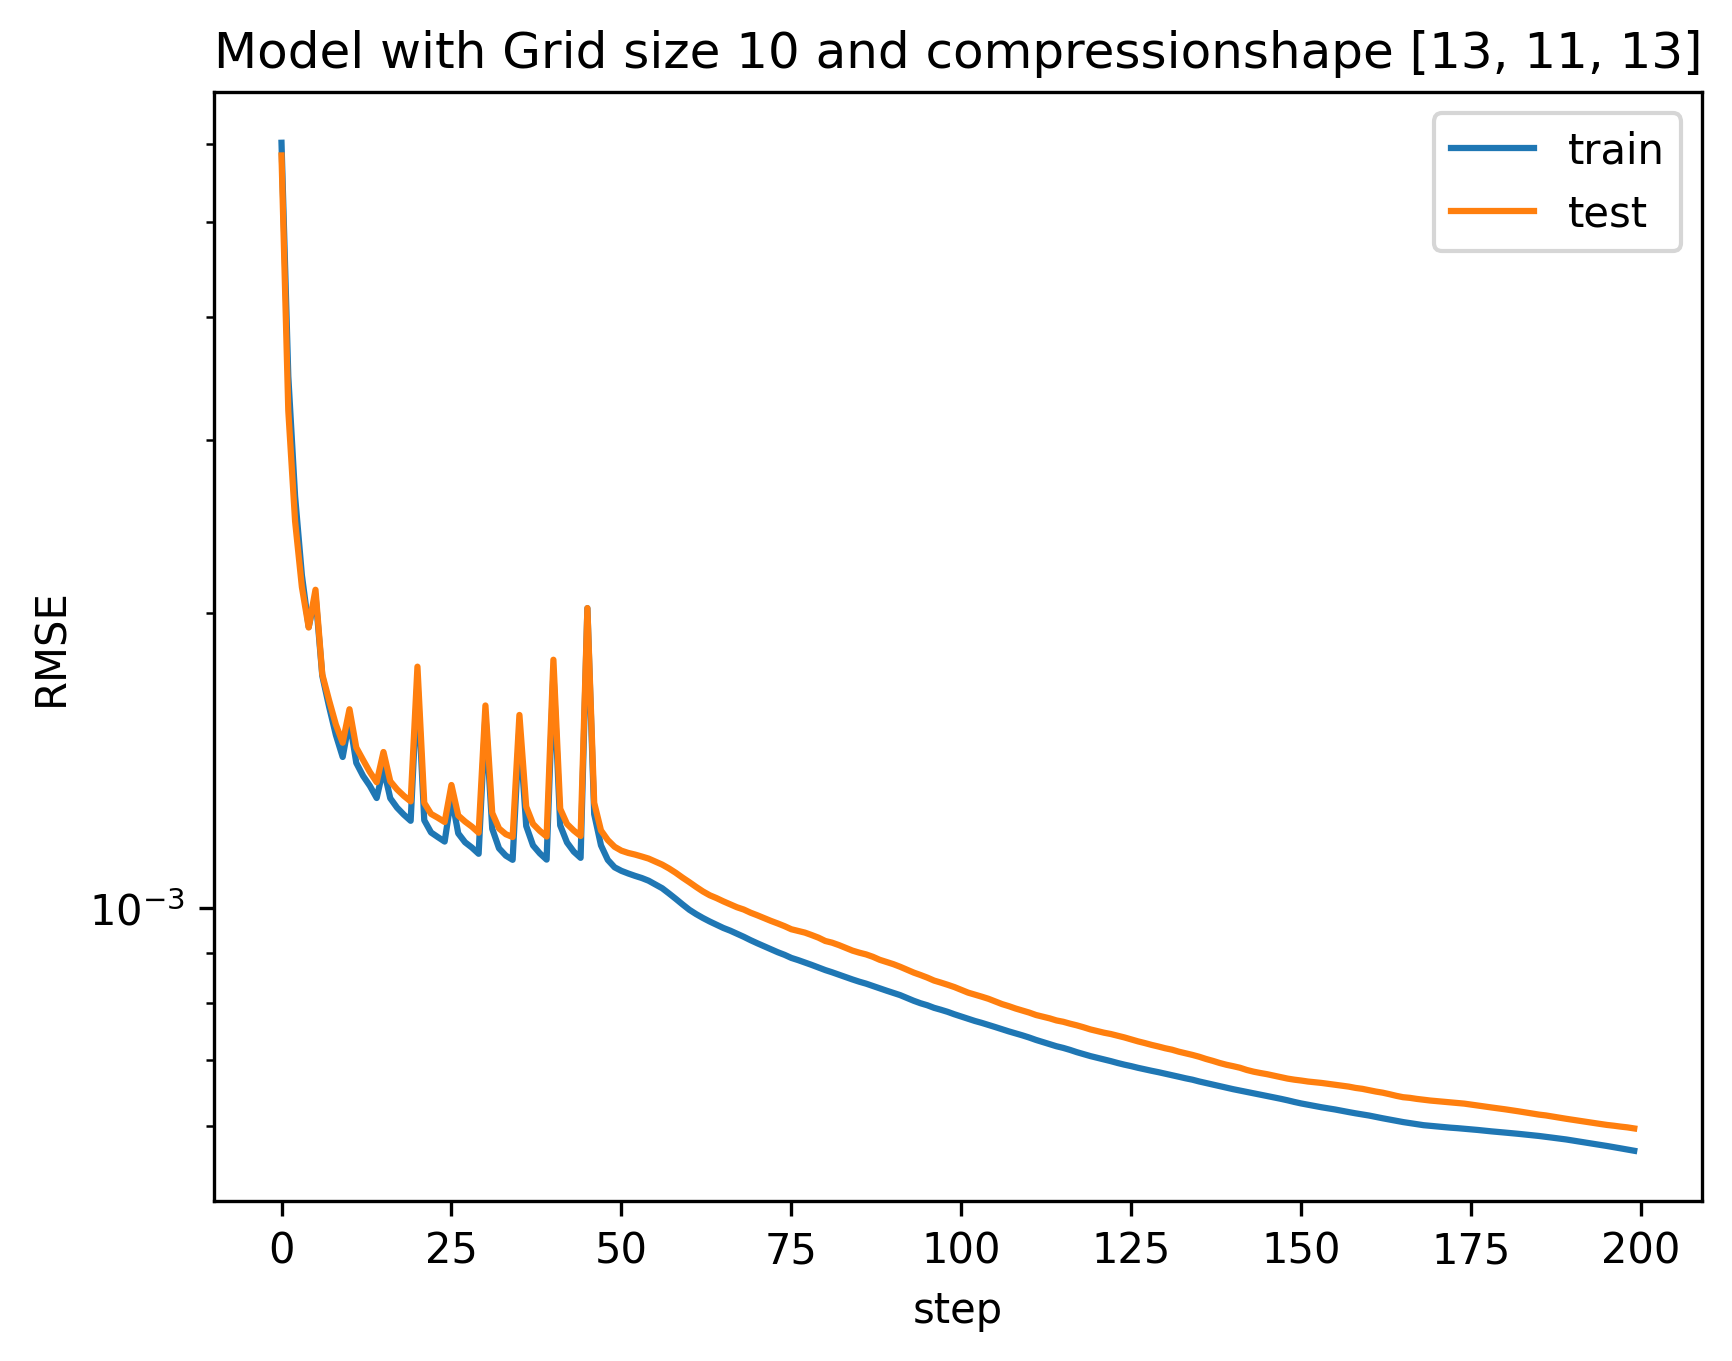 Model with Grid size 10 and compressionshape [13, 11, 13]
train
test
RMSE
10⁻³
0 25 50 75 100 125 150 175 200
step